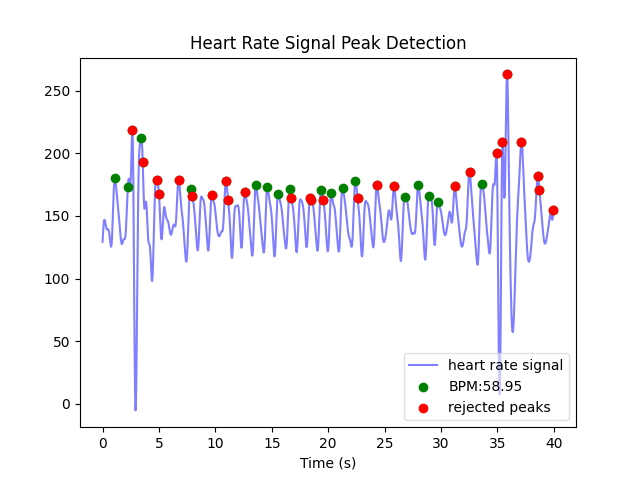 Heart Rate Signal Peak Detection
250
200
150
100
50
0
0 5 10 15 20 25 30 35 40
Time (s)
heart rate signal
BPM:58.95
rejected peaks